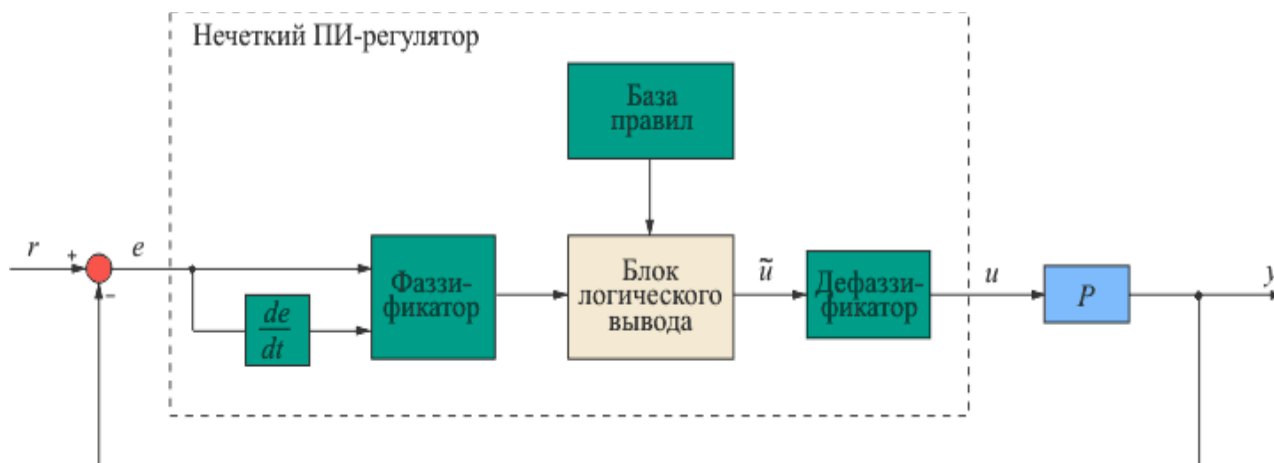 Нечеткий ПИ-регулятор
База
правил
r
+
e
−
de
dt
Фаззи-
фикатор
Блок
логического
вывода
ũ
Дефаззи-
фикатор
u
P
y